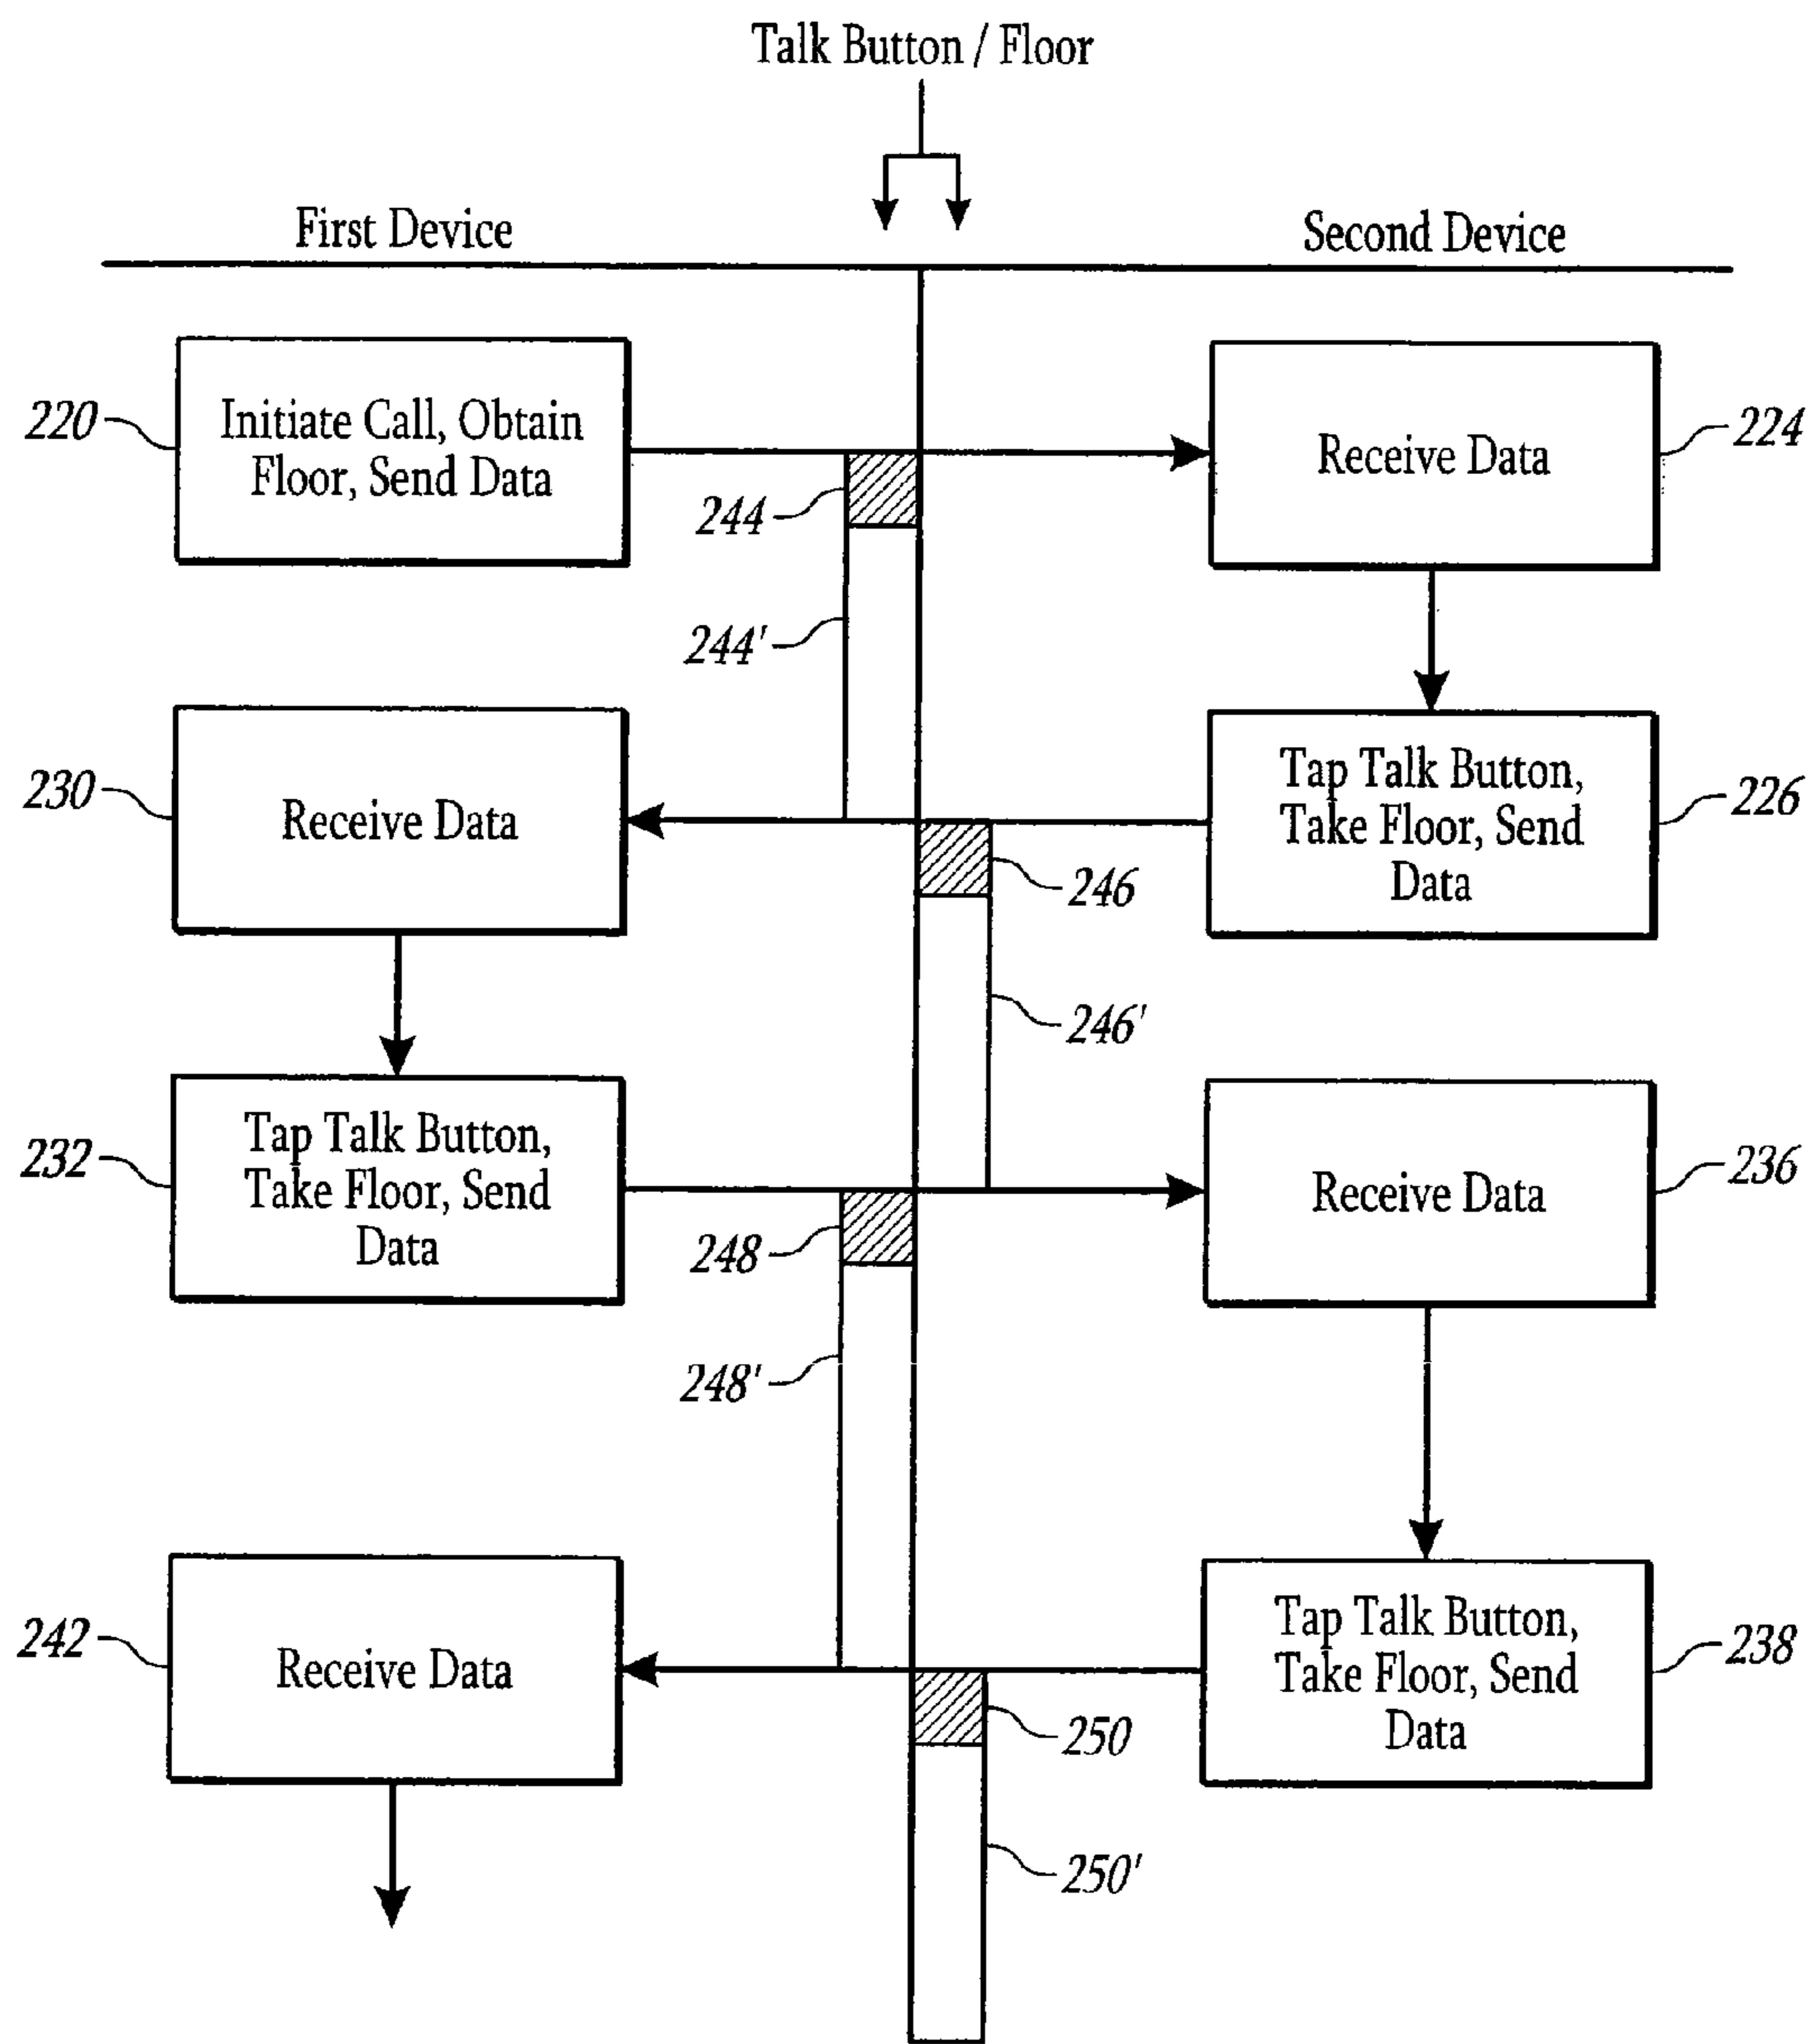 Talk Button / Floor
First Device
Second Device
220
Initiate Call, Obtain
Floor, Send Data
244
Receive Data
224
244'
230
Receive Data
246
Tap Talk Button,
Take Floor, Send
Data
226
246'
232
Tap Talk Button,
Take Floor, Send
Data
248
Receive Data
236
248'
242
Receive Data
250
Tap Talk Button,
Take Floor, Send
Data
238
250'